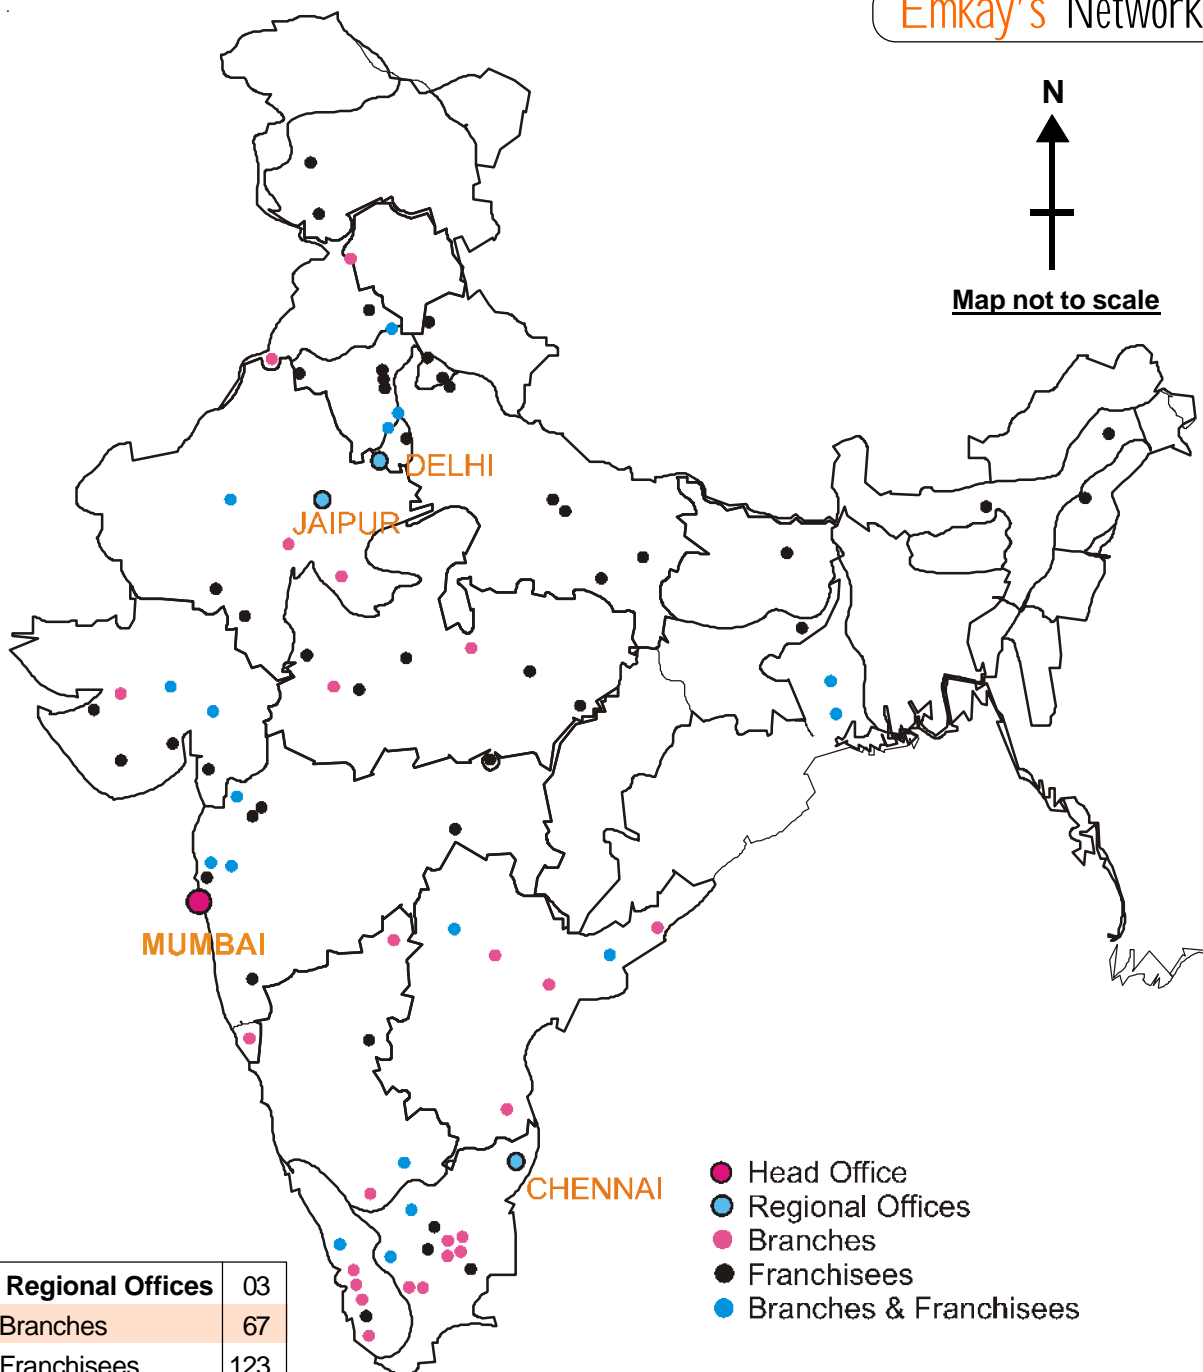 Emkay's Network
N
Map not to scale
DELHI
JAIPUR
MUMBAI
CHENNAI
Head Office
Regional Offices
Branches
Franchisees
Branches & Franchisees
Regional Offices 03
Branches 67
Franchisees 123